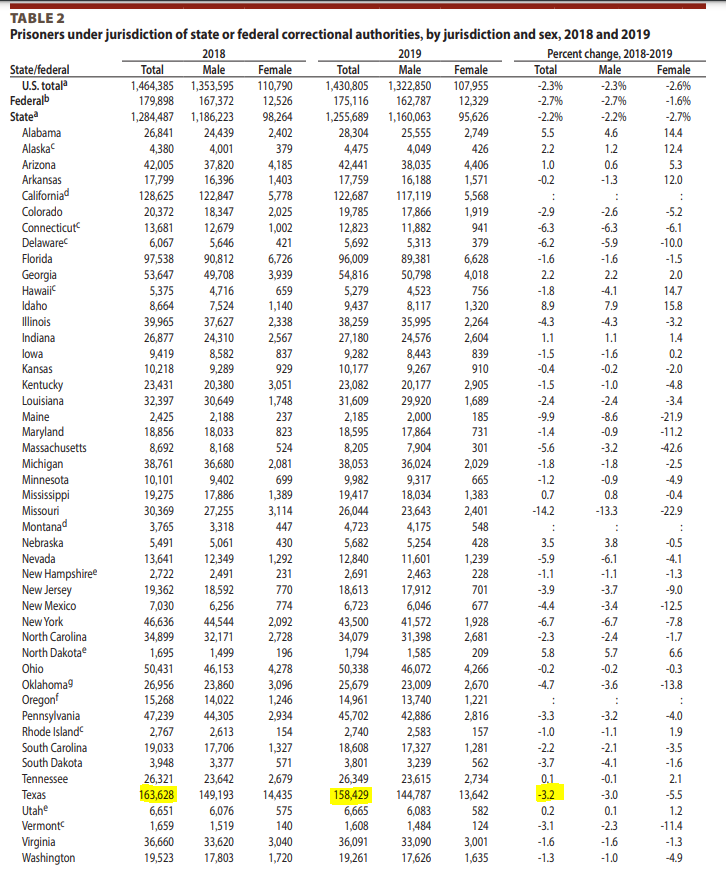 TABLE 2
Prisoners under jurisdiction of state or federal correctional authorities, by jurisdiction and sex, 2018 and 2019
2018 2019 Percent change, 2018-2019
State/federal Total Male Female Total Male Female Total Male Female
U.S. totalᵃ 1,464,385 1,353,595 110,790 1,430,805 1,322,850 107,955 -2.3% -2.3% -2.6%
Federalᵇ 179,898 167,372 12,526 175,116 162,787 12,329 -2.7% -2.7% -1.6%
Stateᵃ 1,284,487 1,186,223 98,264 1,255,689 1,160,063 95,626 -2.2% -2.2% -2.7%
Alabama 26,841 24,439 2,402 28,304 25,555 2,749 5.5 4.6 14.4
Alaskaᶜ 4,380 4,001 379 4,475 4,049 426 2.2 1.2 12.4
Arizona 42,005 37,820 4,185 42,441 38,035 4,406 1.0 0.6 5.3
Arkansas 17,799 16,396 1,403 17,759 16,188 1,571 -0.2 -1.3 12.0
Californiaᵈ 128,625 122,847 5,778 122,687 117,119 5,568 : : :
Colorado 20,372 18,347 2,025 19,785 17,866 1,919 -2.9 -2.6 -5.2
Connecticutᶜ 13,681 12,679 1,002 12,823 11,882 941 -6.3 -6.3 -6.1
Delawareᶜ 6,067 5,646 421 5,692 5,313 379 -6.2 -5.9 -10.0
Florida 97,538 90,812 6,726 96,009 89,381 6,628 -1.6 -1.6 -1.5
Georgia 53,647 49,708 3,939 54,816 50,798 4,018 2.2 2.2 2.0
Hawaiiᶜ 5,375 4,716 659 5,279 4,523 756 -1.8 -4.1 14.7
Idaho 8,664 7,524 1,140 9,437 8,117 1,320 8.9 7.9 15.8
Illinois 39,965 37,627 2,338 38,259 35,995 2,264 -4.3 -4.3 -3.2
Indiana 26,877 24,310 2,567 27,180 24,576 2,604 1.1 1.1 1.4
Iowa 9,419 8,582 837 9,282 8,443 839 -1.5 -1.6 0.2
Kansas 10,218 9,289 929 10,177 9,267 910 -0.4 -0.2 -2.0
Kentucky 23,431 20,380 3,051 23,082 20,177 2,905 -1.5 -1.0 -4.8
Louisiana 32,397 30,649 1,748 31,609 29,920 1,689 -2.4 -2.4 -3.4
Maine 2,425 2,188 237 2,185 2,000 185 -9.9 -8.6 -21.9
Maryland 18,856 18,033 823 18,595 17,864 731 -1.4 -0.9 -11.2
Massachusetts 8,692 8,168 524 8,205 7,904 301 -5.6 -3.2 -42.6
Michigan 38,761 36,680 2,081 38,053 36,024 2,029 -1.8 -1.8 -2.5
Minnesota 10,101 9,402 699 9,982 9,317 665 -1.2 -0.9 -4.9
Mississippi 19,275 17,886 1,389 19,417 18,034 1,383 0.7 0.8 -0.4
Missouri 30,369 27,255 3,114 26,044 23,643 2,401 -14.2 -13.3 -22.9
Montanaᵈ 3,765 3,318 447 4,723 4,175 548 : : :
Nebraska 5,491 5,061 430 5,682 5,254 428 3.5 3.8 -0.5
Nevada 13,641 12,349 1,292 12,840 11,601 1,239 -5.9 -6.1 -4.1
New Hampshireᵉ 2,722 2,491 231 2,691 2,463 228 -1.1 -1.1 -1.3
New Jersey 19,362 18,592 770 18,613 17,912 701 -3.9 -3.7 -9.0
New Mexico 7,030 6,256 774 6,723 6,046 677 -4.4 -3.4 -12.5
New York 46,636 44,544 2,092 43,500 41,572 1,928 -6.7 -6.7 -7.8
North Carolina 34,899 32,171 2,728 34,079 31,398 2,681 -2.3 -2.4 -1.7
North Dakotaᵉ 1,695 1,499 196 1,794 1,585 209 5.8 5.7 6.6
Ohio 50,431 46,153 4,278 50,338 46,072 4,266 -0.2 -0.2 -0.3
Oklahomaᵍ 26,956 23,860 3,096 25,679 23,009 2,670 -4.7 -3.6 -13.8
Oregonᶠ 15,268 14,022 1,246 14,961 13,740 1,221 : : :
Pennsylvania 47,239 44,305 2,934 45,702 42,886 2,816 -3.3 -3.2 -4.0
Rhode Islandᶜ 2,767 2,613 154 2,740 2,583 157 -1.0 -1.1 1.9
South Carolina 19,033 17,706 1,327 18,608 17,327 1,281 -2.2 -2.1 -3.5
South Dakota 3,948 3,377 571 3,801 3,239 562 -3.7 -4.1 -1.6
Tennessee 26,321 23,642 2,679 26,349 23,615 2,734 0.1 -0.1 2.1
Texas 163,628 149,193 14,435 158,429 144,787 13,642 -3.2 -3.0 -5.5
Utahᵉ 6,651 6,076 575 6,665 6,083 582 0.2 0.1 1.2
Vermontᶜ 1,659 1,519 140 1,608 1,484 124 -3.1 -2.3 -11.4
Virginia 36,660 33,620 3,040 36,091 33,090 3,001 -1.6 -1.6 -1.3
Washington 19,523 17,803 1,720 19,261 17,626 1,635 -1.3 -1.0 -4.9